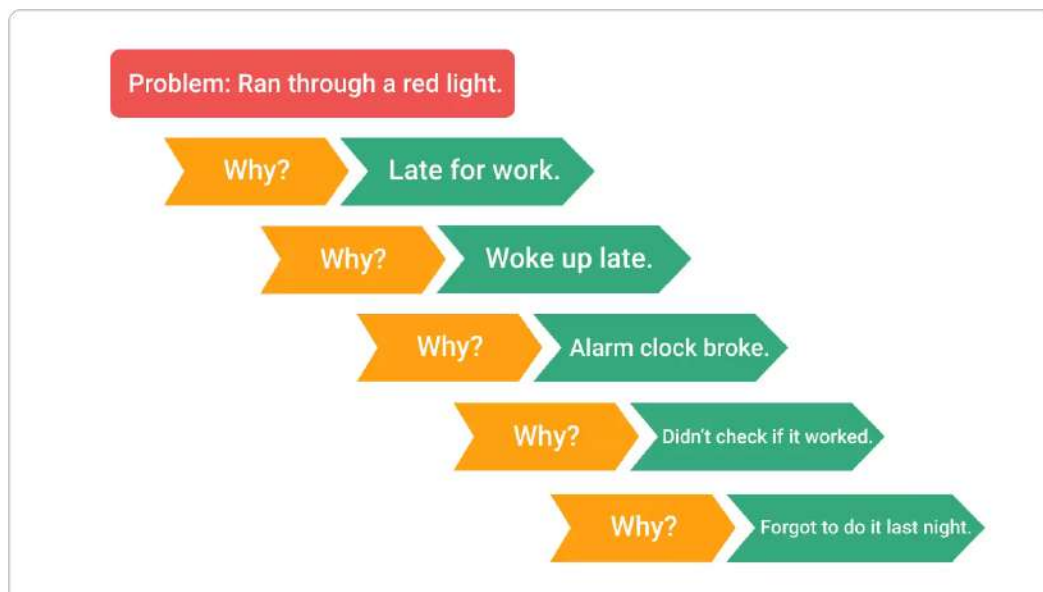 Problem: Ran through a red light.
Why? Late for work.
Why? Woke up late.
Why? Alarm clock broke.
Why? Didn't check if it worked.
Why? Forgot to do it last night.